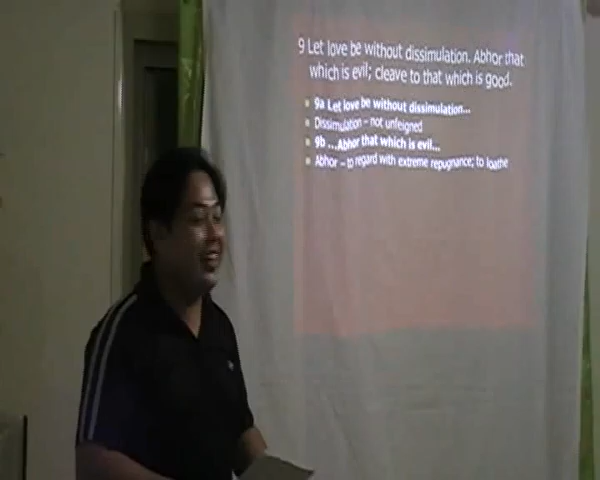 9 Let love be without dissimulation. Abhor that
which is evil; cleave to that which is good.
9a Let love be without dissimulation...
Dissimulation – not unfeigned
9b ...Abhor that which is evil...
Abhor – to regard with extreme repugnance; to loathe